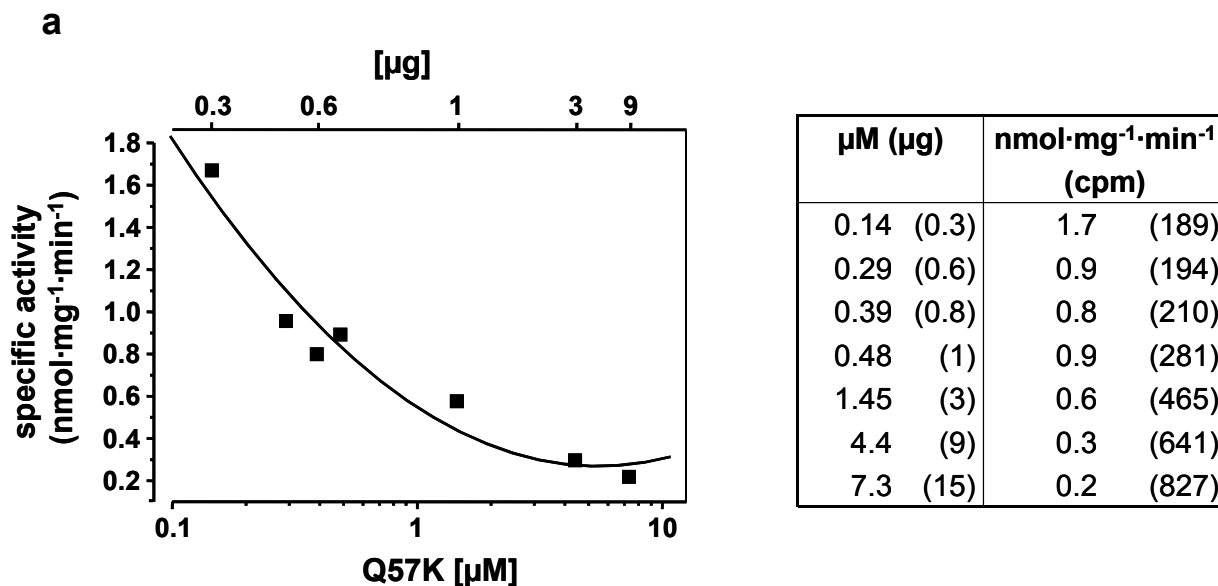 a
[µg]
0.3 0.6 1 3 9
1.8
1.6
1.4
1.2
1.0
0.8
0.6
0.4
0.2
specific activity
(nmol·mg-1·min-1)
0.1 1 10
Q57K [µM]
µM (µg) nmol·mg-1·min-1
(cpm)
0.14 (0.3) 1.7 (189)
0.29 (0.6) 0.9 (194)
0.39 (0.8) 0.8 (210)
0.48 (1) 0.9 (281)
1.45 (3) 0.6 (465)
4.4 (9) 0.3 (641)
7.3 (15) 0.2 (827)